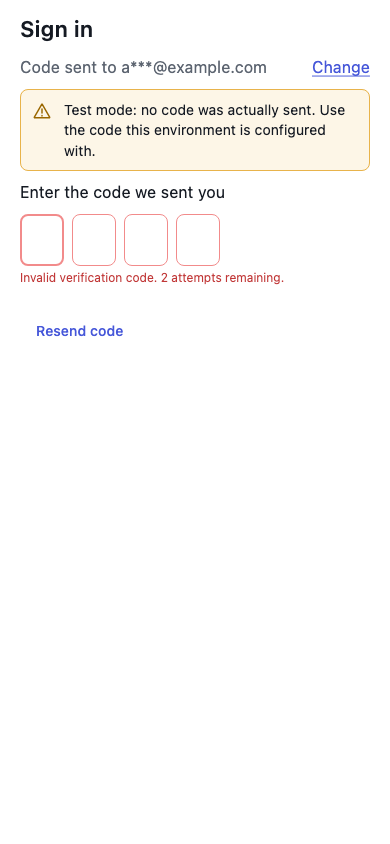 Sign in
Code sent to a***@example.com Change
Test mode: no code was actually sent. Use
the code this environment is configured
with.
Enter the code we sent you
Invalid verification code. 2 attempts remaining.
Resend code